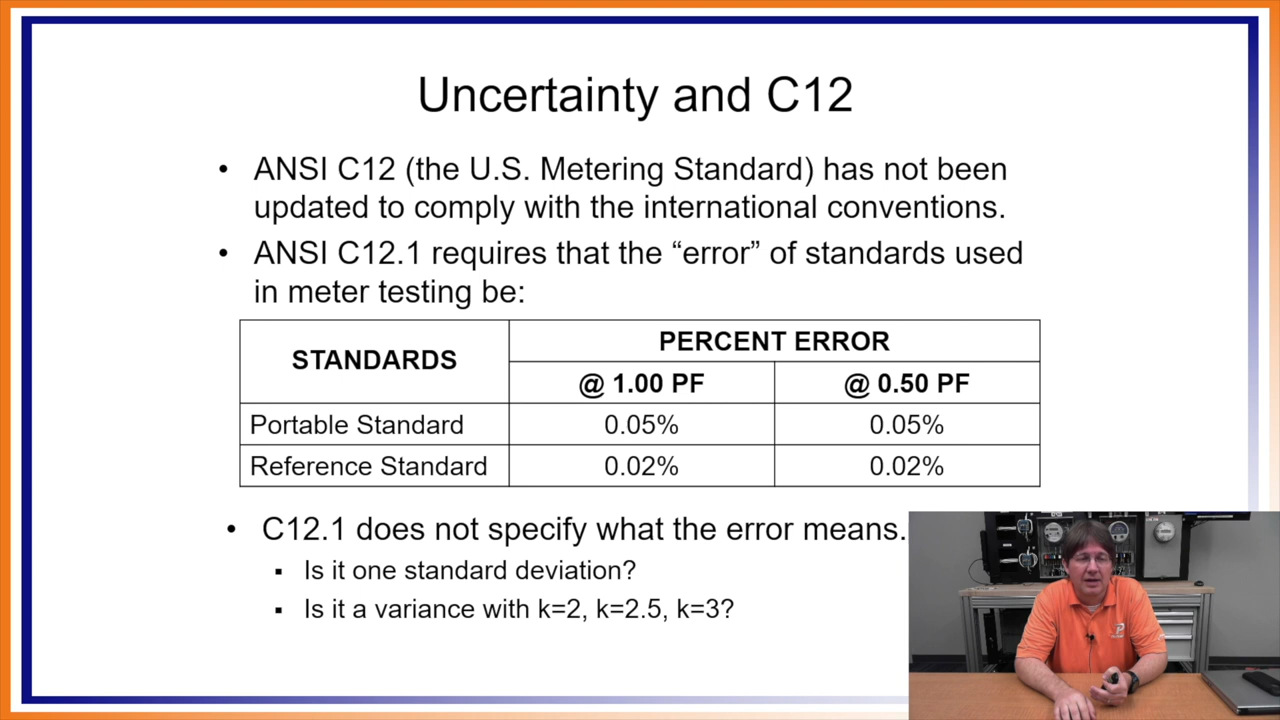 Uncertainty and C12
• ANSI C12 (the U.S. Metering Standard) has not been
updated to comply with the international conventions.
• ANSI C12.1 requires that the “error” of standards used
in meter testing be:
STANDARDS
PERCENT ERROR
@ 1.00 PF
@ 0.50 PF
Portable Standard 0.05% 0.05%
Reference Standard 0.02% 0.02%
• C12.1 does not specify what the error means.
▪ Is it one standard deviation?
▪ Is it a variance with k=2, k=2.5, k=3?